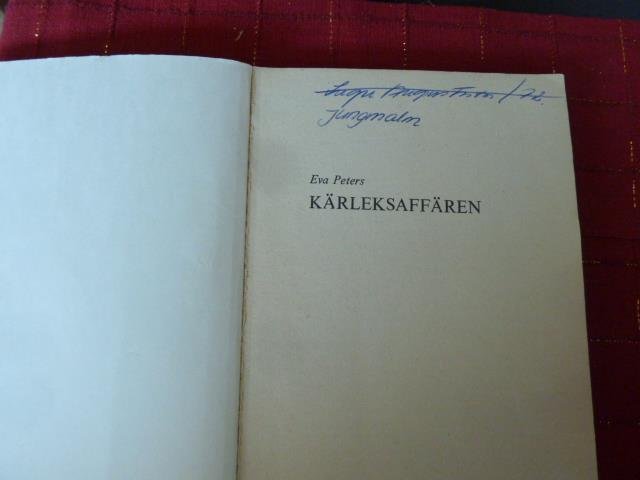 Jungmalm
Eva Peters
KÄRLEKSAFFÄREN